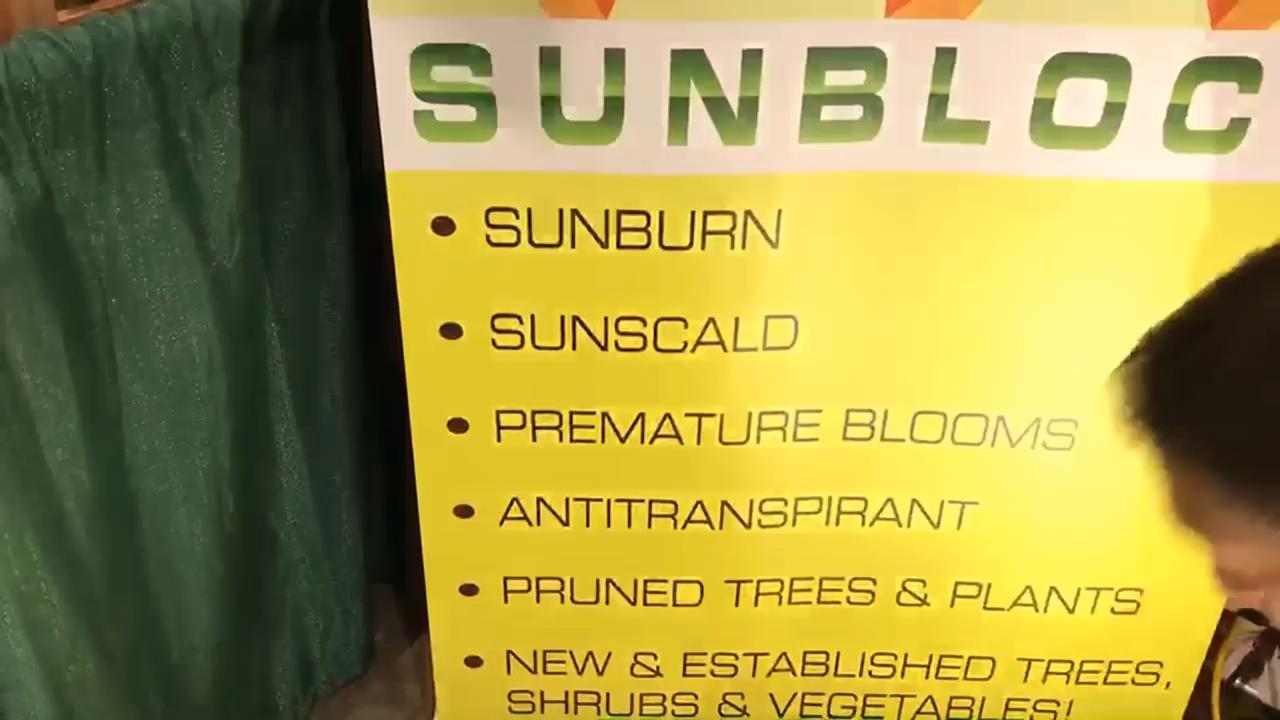 SUNBLOC
• SUNBURN
• SUNSCALD
• PREMATURE BLOOMS
• ANTITRANSPIRANT
• PRUNED TREES & PLANTS
• NEW & ESTABLISHED TREES,
SHRUBS & VEGETABLES!